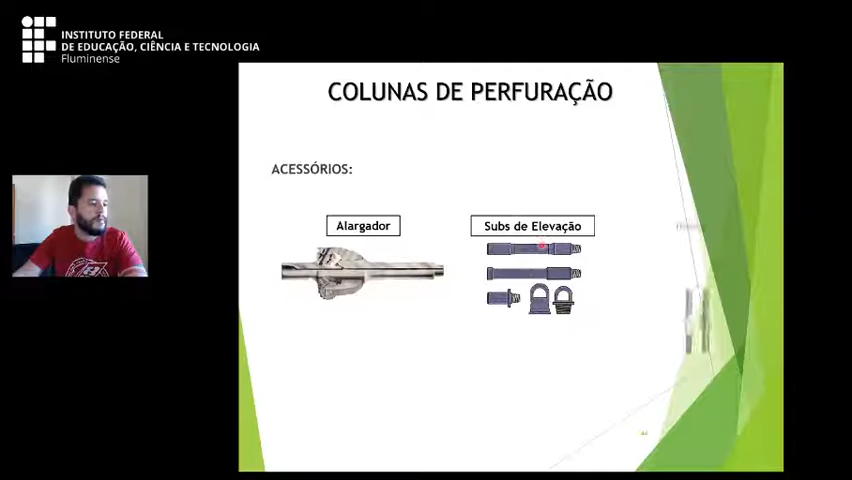 INSTITUTO FEDERAL
DE EDUCAÇÃO, CIÊNCIA E TECNOLOGIA
Fluminense
COLUNAS DE PERFURAÇÃO
ACESSÓRIOS:
Alargador
Subs de Elevação